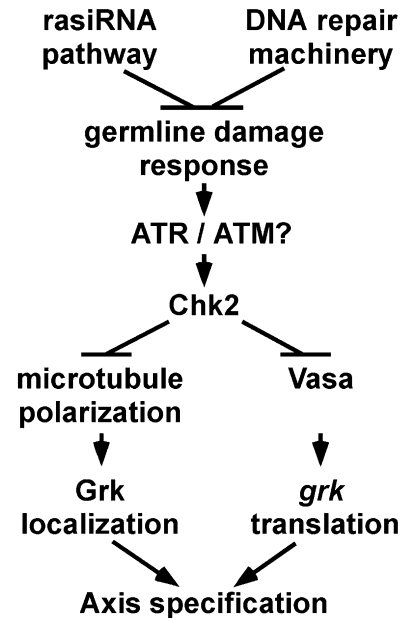 rasiRNA
pathway
DNA repair
machinery
germline damage
response
ATR / ATM?
Chk2
microtubule
polarization
Vasa
Grk
localization
grk
translation
Axis specification